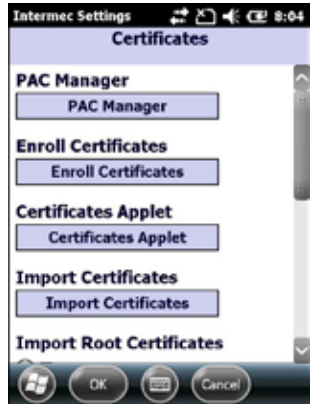 Intermec Settings 8:04
Certificates
PAC Manager
PAC Manager
Enroll Certificates
Enroll Certificates
Certificates Applet
Certificates Applet
Import Certificates
Import Certificates
Import Root Certificates
OK Cancel